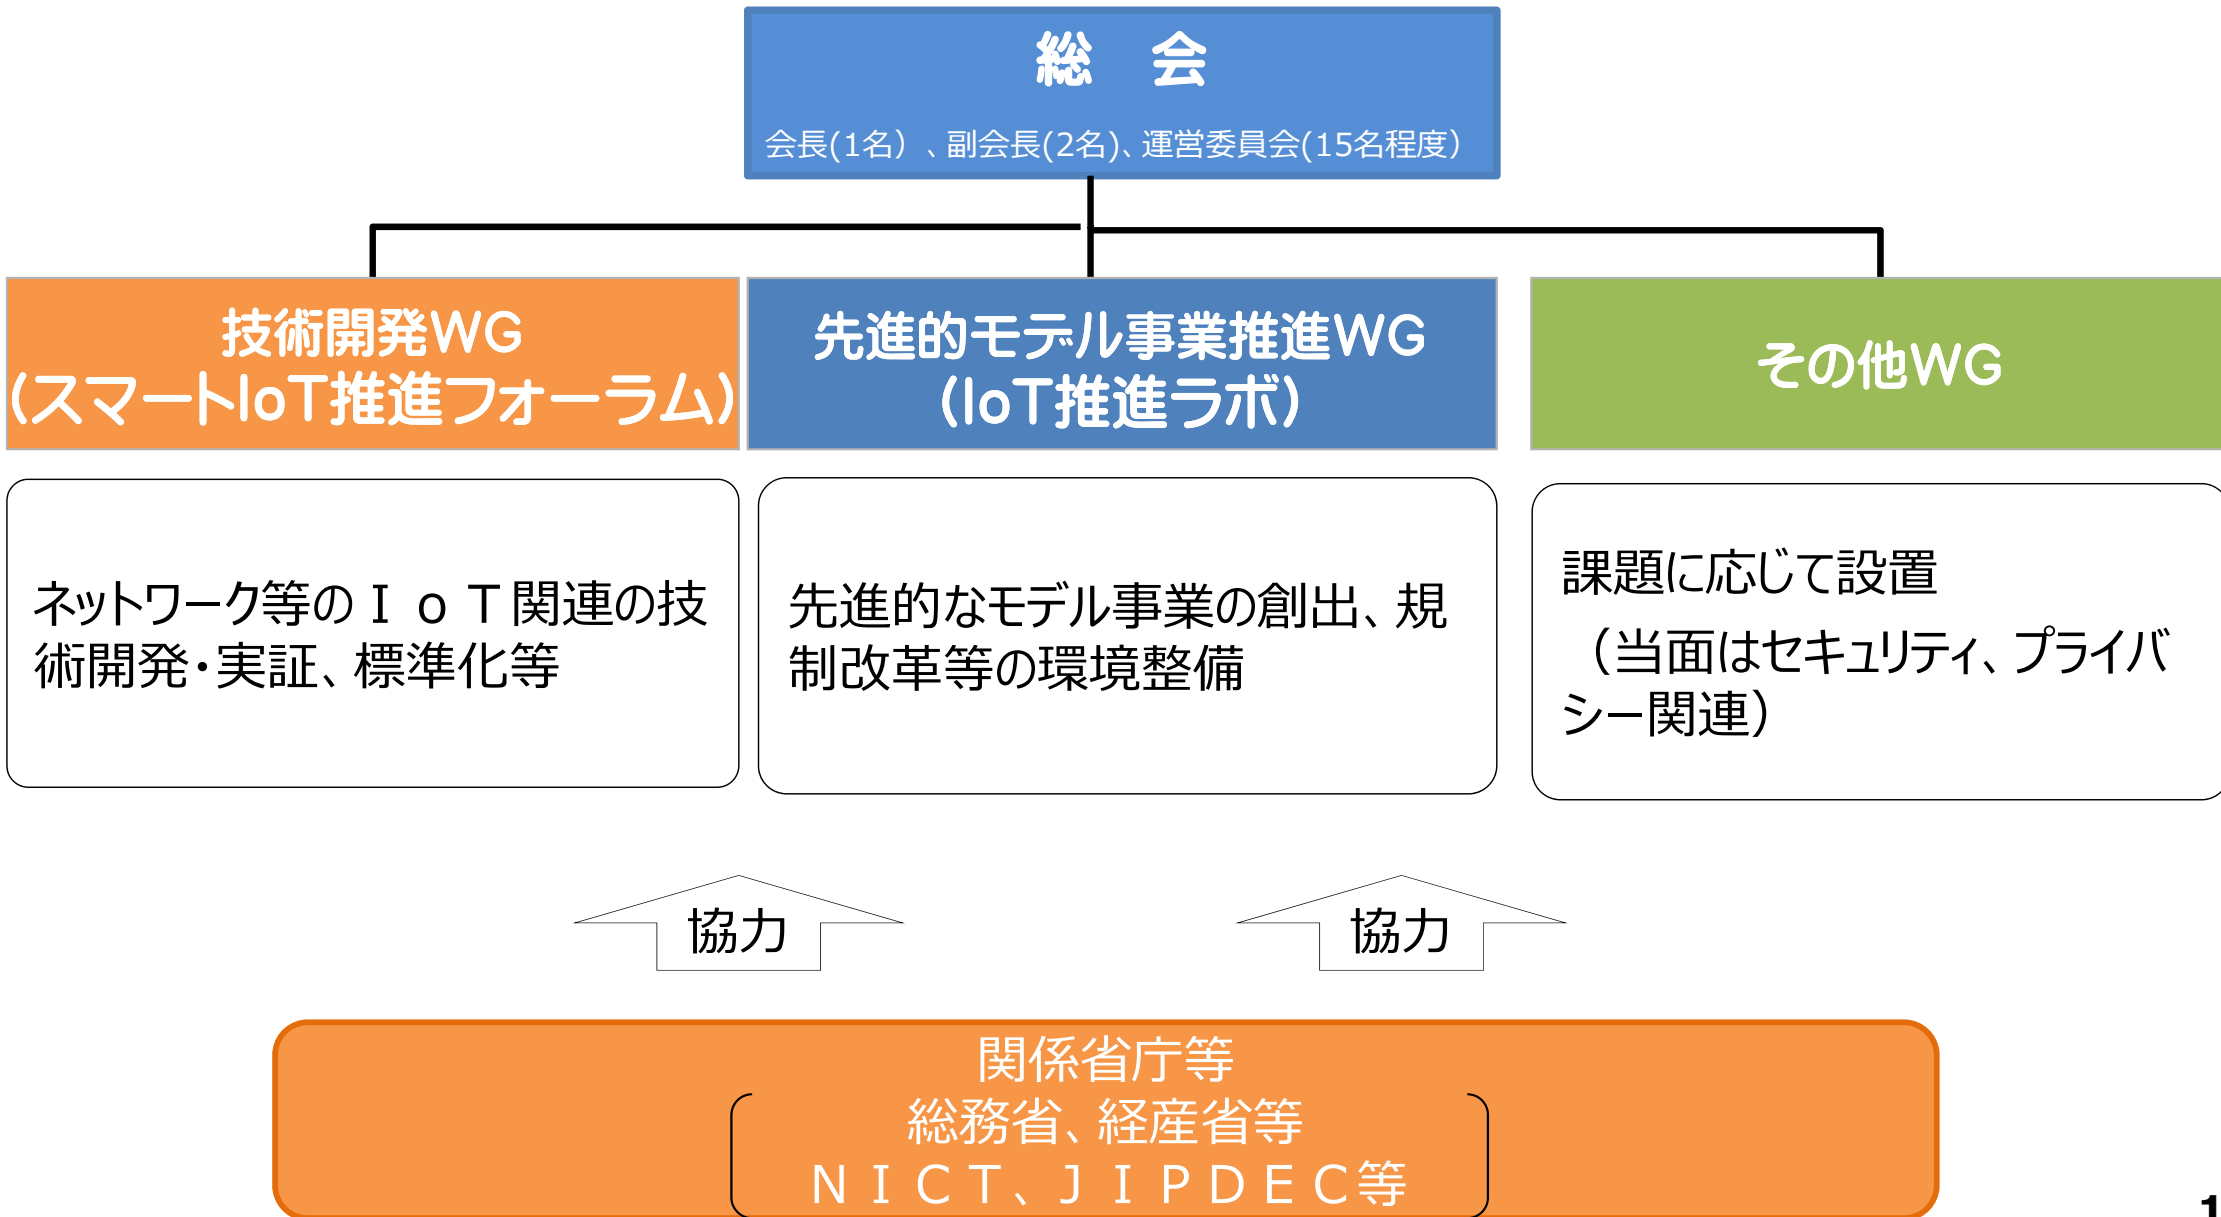 総　会
会長(1名）、副会長(2名)、運営委員会(15名程度）
技術開発WG
(スマートIoT推進フォーラム)
先進的モデル事業推進WG
(IoT推進ラボ)
その他WG
ネットワーク等のＩｏＴ関連の技
術開発・実証、標準化等
先進的なモデル事業の創出、規
制改革等の環境整備
課題に応じて設置
（当面はセキュリティ、プライバ
シー関連）
協力
協力
関係省庁等
総務省、経産省等
ＮＩＣＴ、ＪＩＰＤＥＣ等
1